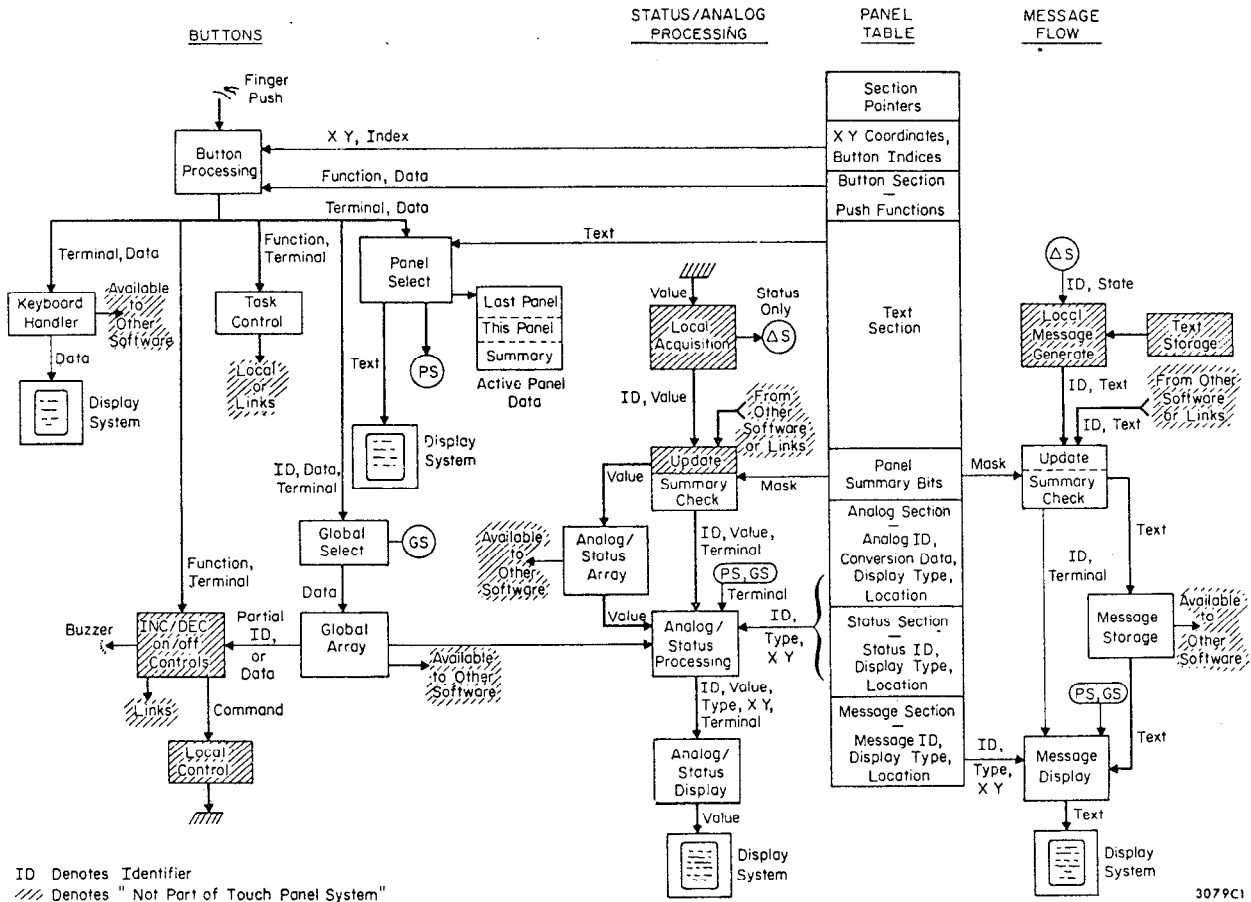 BUTTONS
STATUS/ANALOG
PROCESSING
PANEL
TABLE
MESSAGE
FLOW
Finger
Push
Button
Processing
X Y, Index
Function, Data
Terminal, Data
Terminal, Data
Function,
Terminal
Text
Keyboard
Handler
Available
to
Other
Software
Data
Display
System
Task
Control
Local
or
Links
Panel
Select
Text
PS
Last Panel
This Panel
Summary
Active Panel
Data
Display
System
ID, Data,
Terminal
Global
Select
GS
Data
Global
Array
Function,
Terminal
Partial
ID,
or
Data
Buzzer
INC/DEC
on/off
Controls
Links
Command
Local
Control
Available
to Other
Software
Value
Local
Acquisition
Status
Only
ΔS
ID, Value
From
Other
Software
or Links
Update
Summary
Check
Mask
Value
Analog/
Status
Array
Available
to
Other
Software
ID, Value,
Terminal
PS, GS
Terminal
Value
Analog/
Status
Processing
ID,
Type,
X Y
ID, Value,
Type, X Y,
Terminal
Analog/
Status
Display
Value
Display
System
Section
Pointers
X Y Coordinates,
Button Indices
Button Section
—
Push Functions
Text
Section
Panel
Summary Bits
Analog Section
—
Analog ID,
Conversion Data,
Display Type,
Location
Status Section
—
Status ID,
Display Type,
Location
Message Section
—
Message ID,
Display Type,
Location
ΔS
ID, State
Local
Message
Generate
Text
Storage
ID, Text
From Other
Software
or Links
ID, Text
Mask
Update
Summary
Check
Text
ID,
Terminal
Message
Storage
Available
to
Other
Software
PS, GS
Text
ID,
Type,
X Y
Message
Display
Text
Display
System
ID Denotes Identifier
//// Denotes " Not Part of Touch Panel System"
3079C1